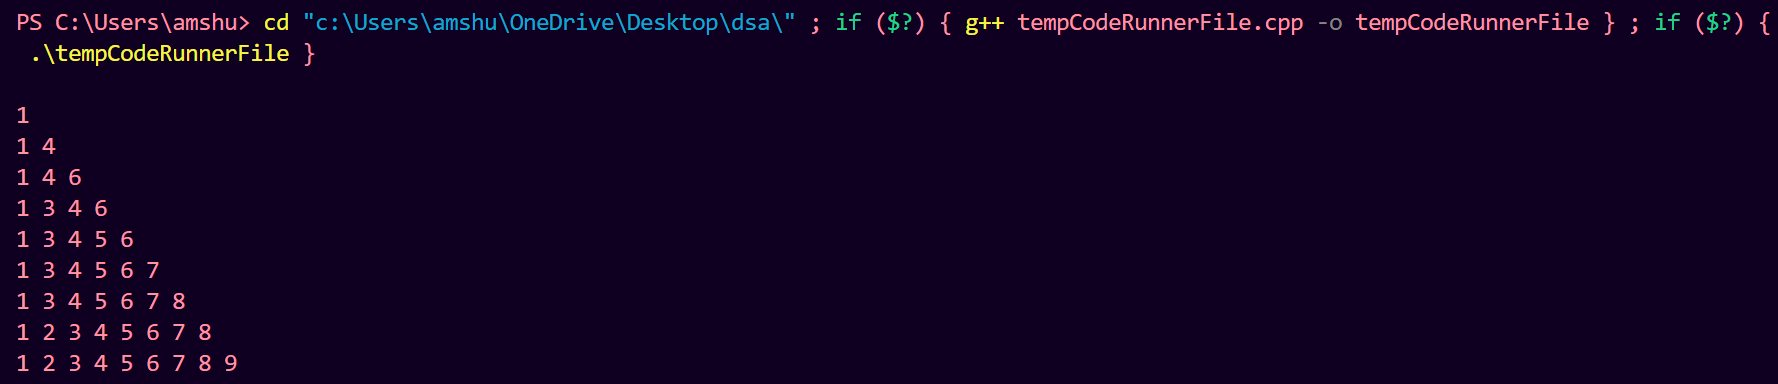 PS C:\Users\amshu> cd "c:\Users\amshu\OneDrive\Desktop\dsa\" ; if ($?) { g++ tempCodeRunnerFile.cpp -o tempCodeRunnerFile } ; if ($?) {
.\tempCodeRunnerFile }
1
1 4
1 4 6
1 3 4 6
1 3 4 5 6
1 3 4 5 6 7
1 3 4 5 6 7 8
1 2 3 4 5 6 7 8
1 2 3 4 5 6 7 8 9